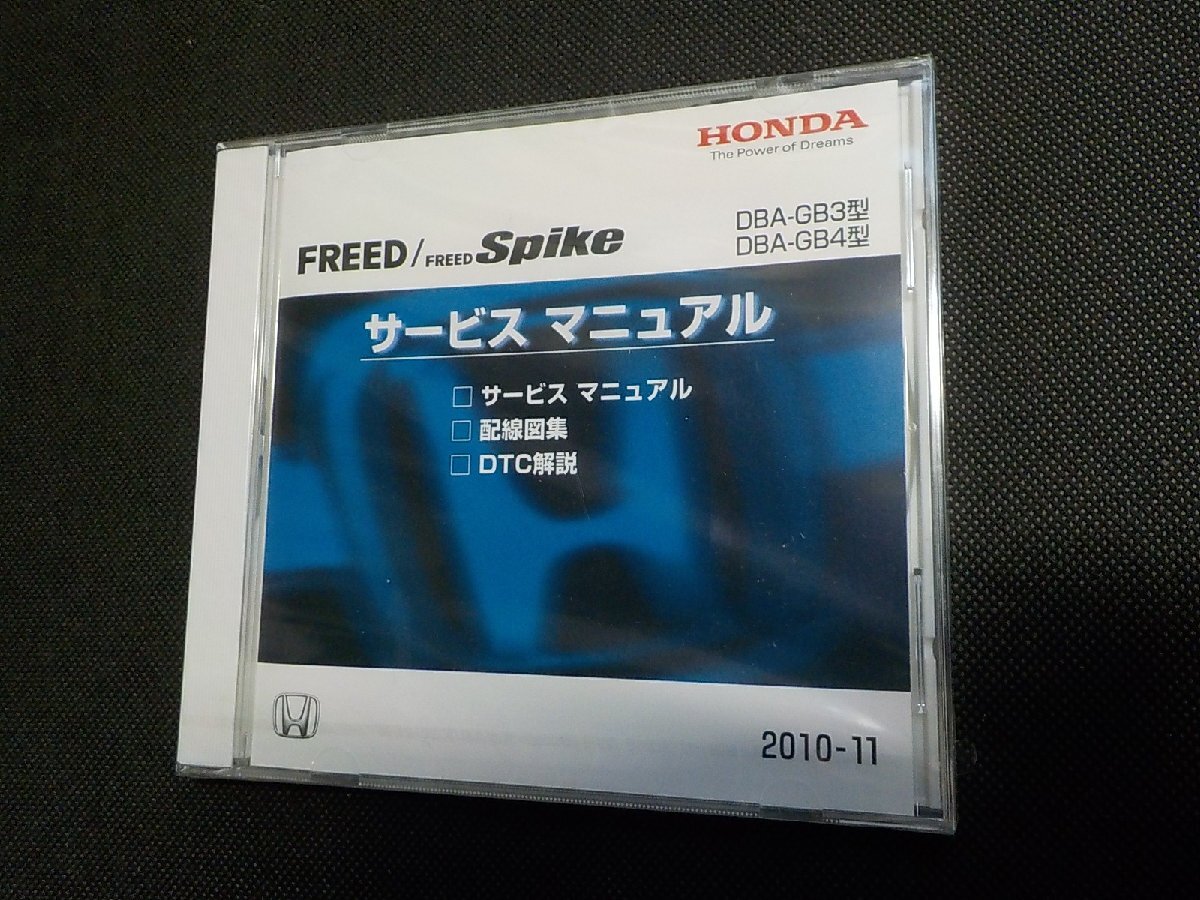 HONDA
The Power of Dreams
FREED/FREED Spike
DBA-GB3型
DBA-GB4型
サービス マニュアル
□ サービス マニュアル
□ 配線図集
□ DTC解説
2010-11